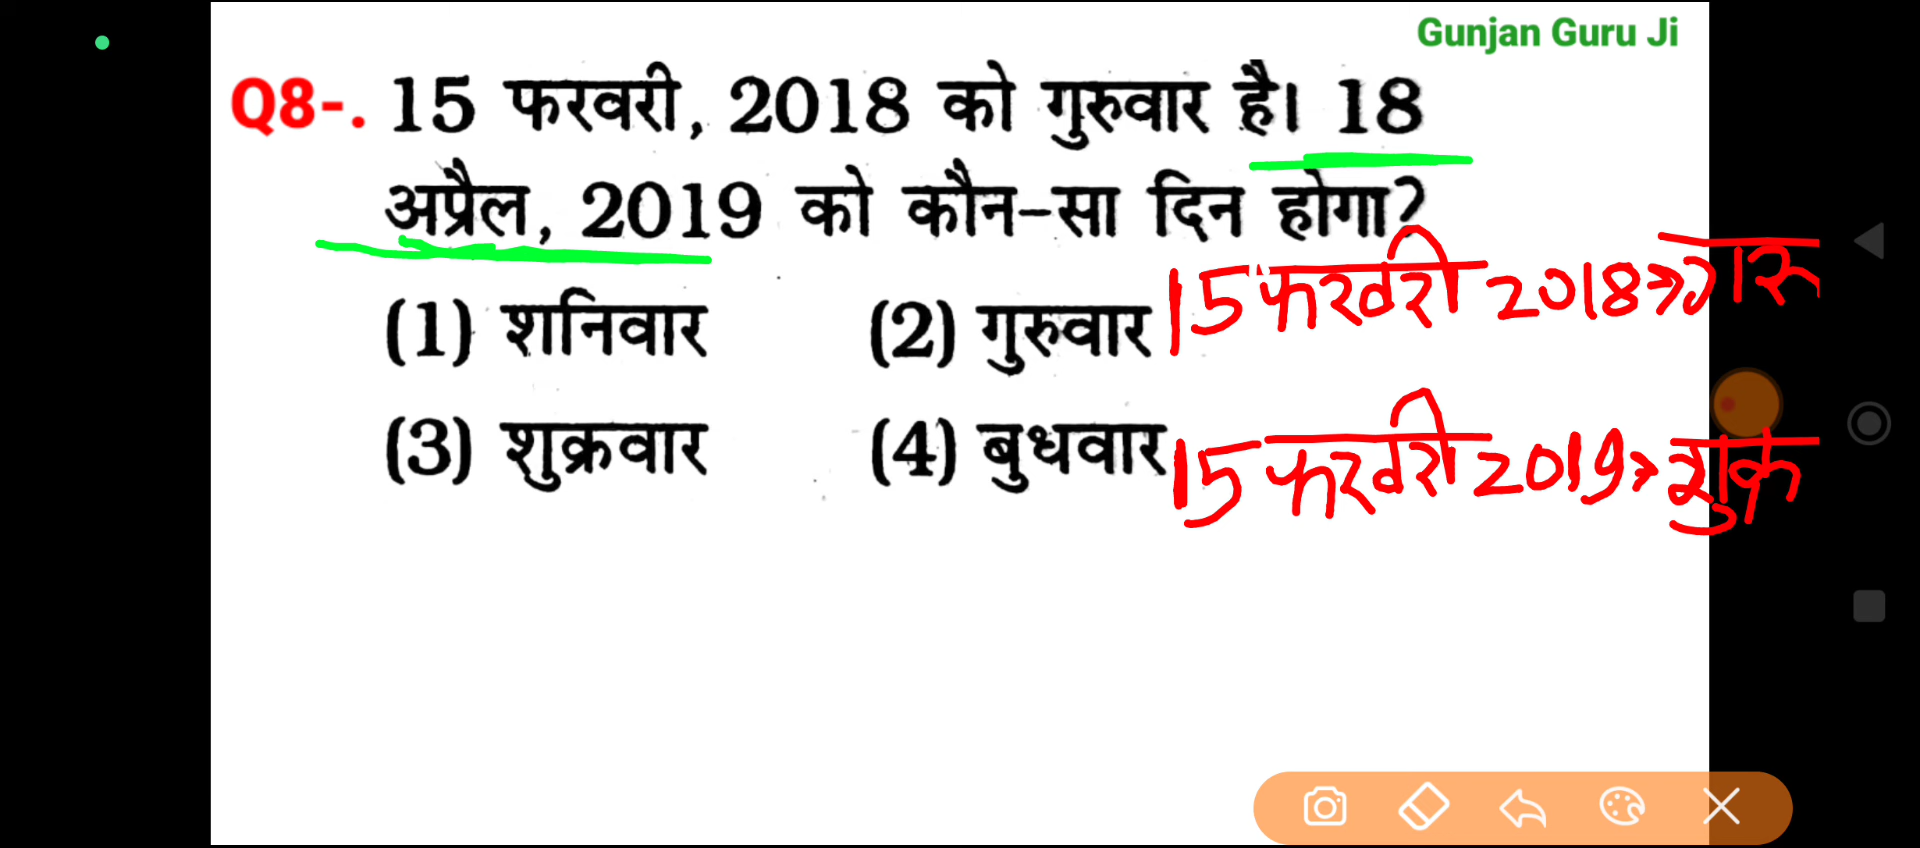 Gunjan Guru Ji
Q8-. 15 फरवरी, 2018 को गुरुवार है। 18
अप्रैल, 2019 को कौन-सा दिन होगा?
(1) शनिवार (2) गुरुवार
15 फरवरी 2018→गुरु
(3) शुक्रवार (4) बुधवार
15 फरवरी 2019→शुक्र